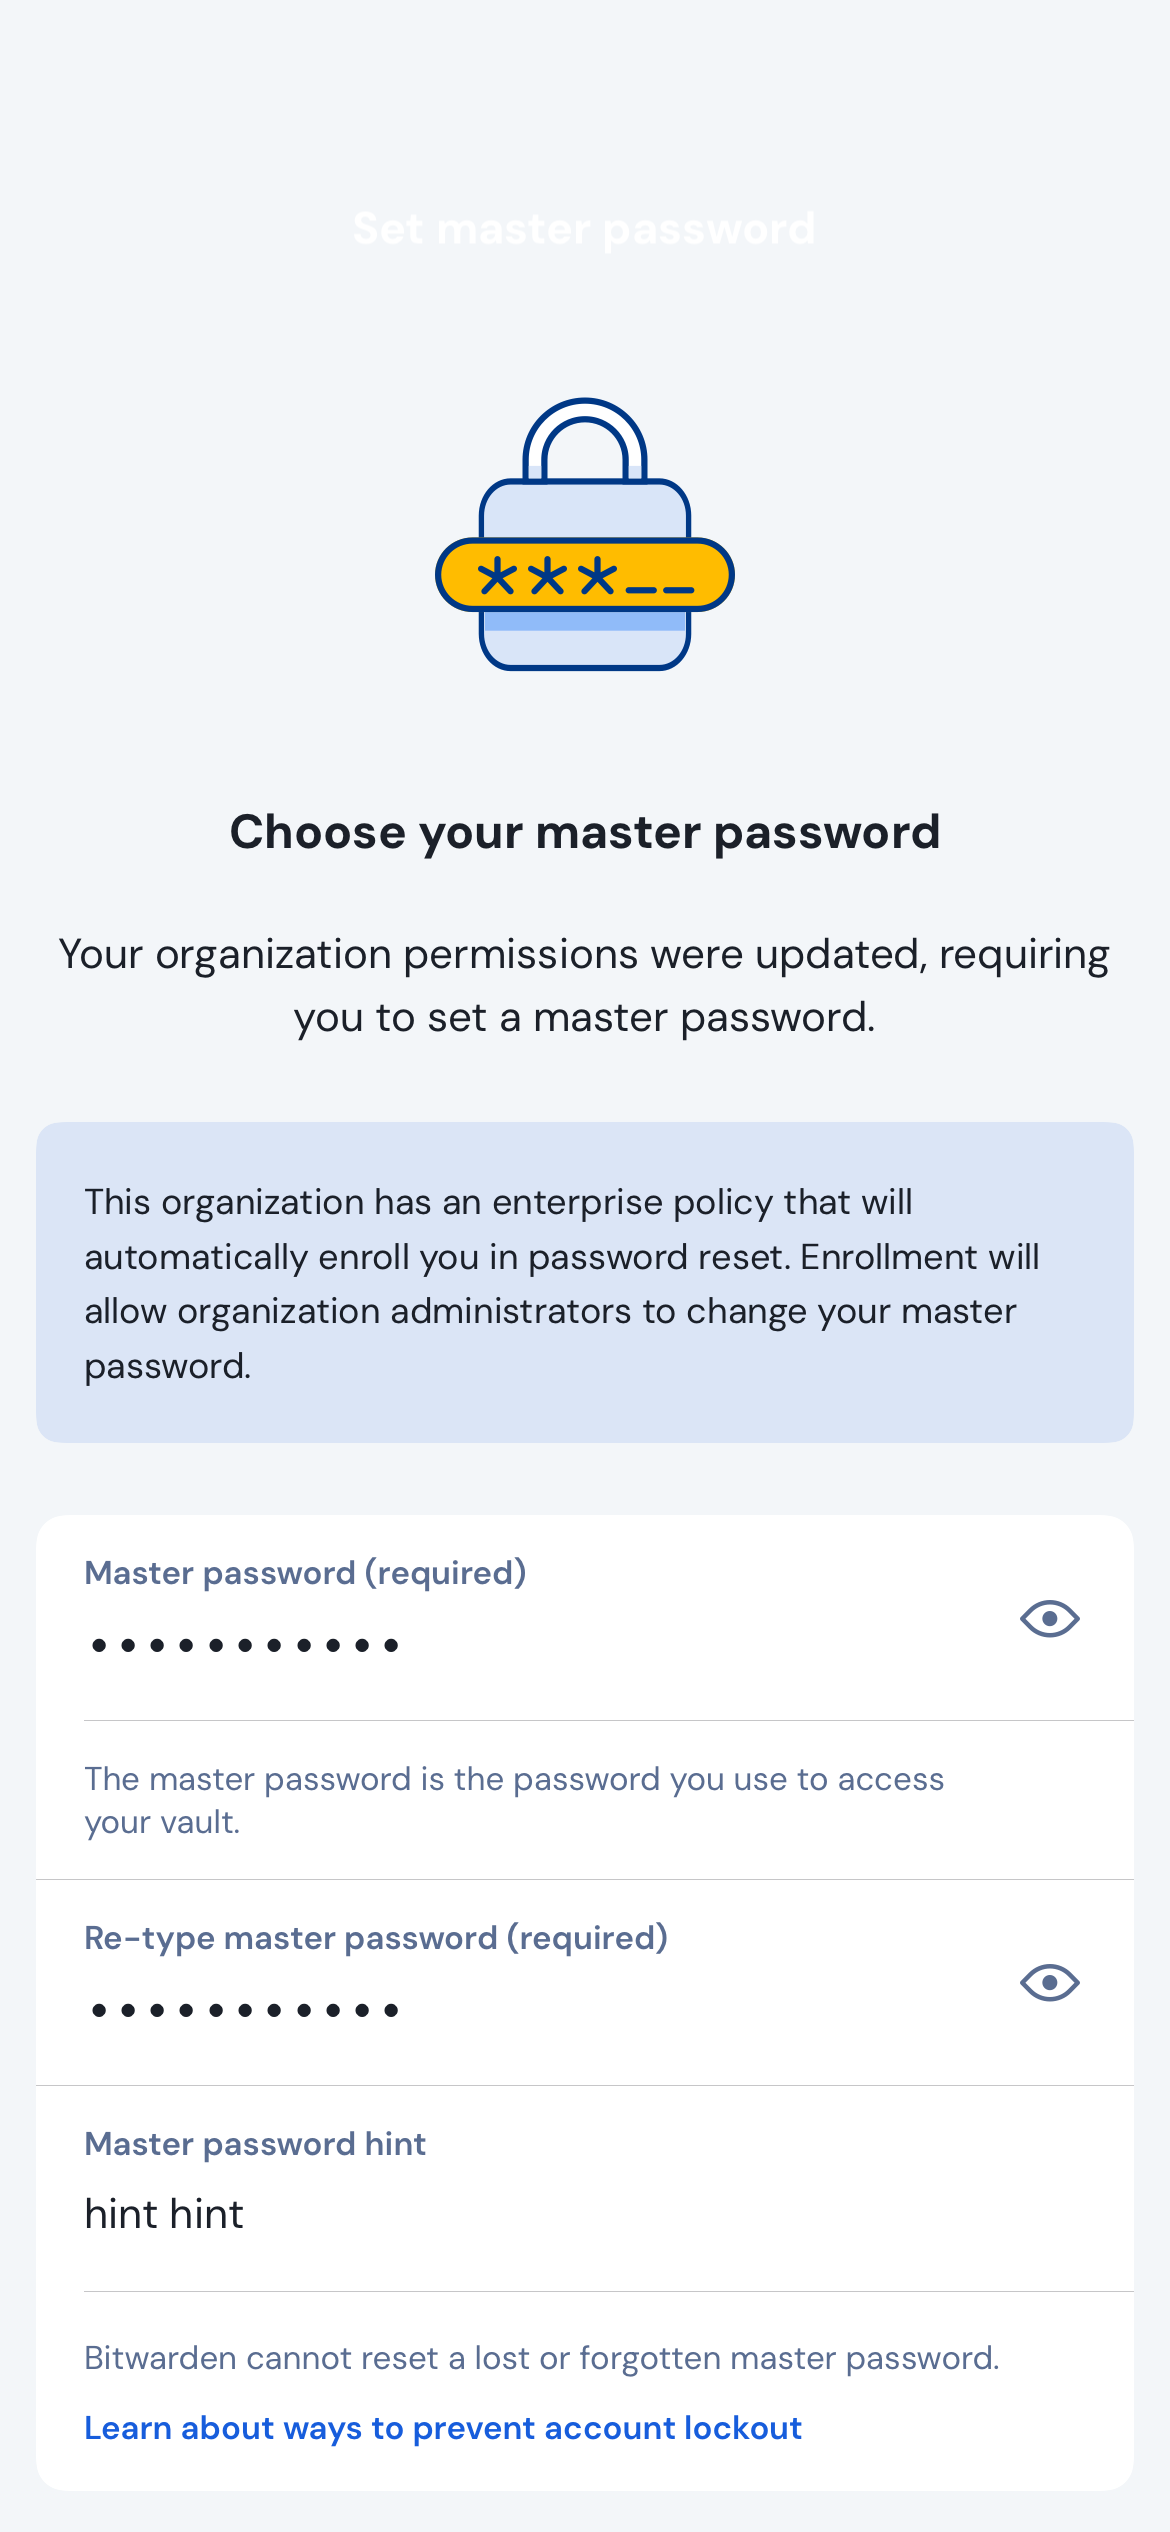 Set master password
***__
Choose your master password
Your organization permissions were updated, requiring
you to set a master password.
This organization has an enterprise policy that will
automatically enroll you in password reset. Enrollment will
allow organization administrators to change your master
password.
Master password (required)
•••••••••••
The master password is the password you use to access
your vault.
Re-type master password (required)
•••••••••••
Master password hint
hint hint
Bitwarden cannot reset a lost or forgotten master password.
Learn about ways to prevent account lockout